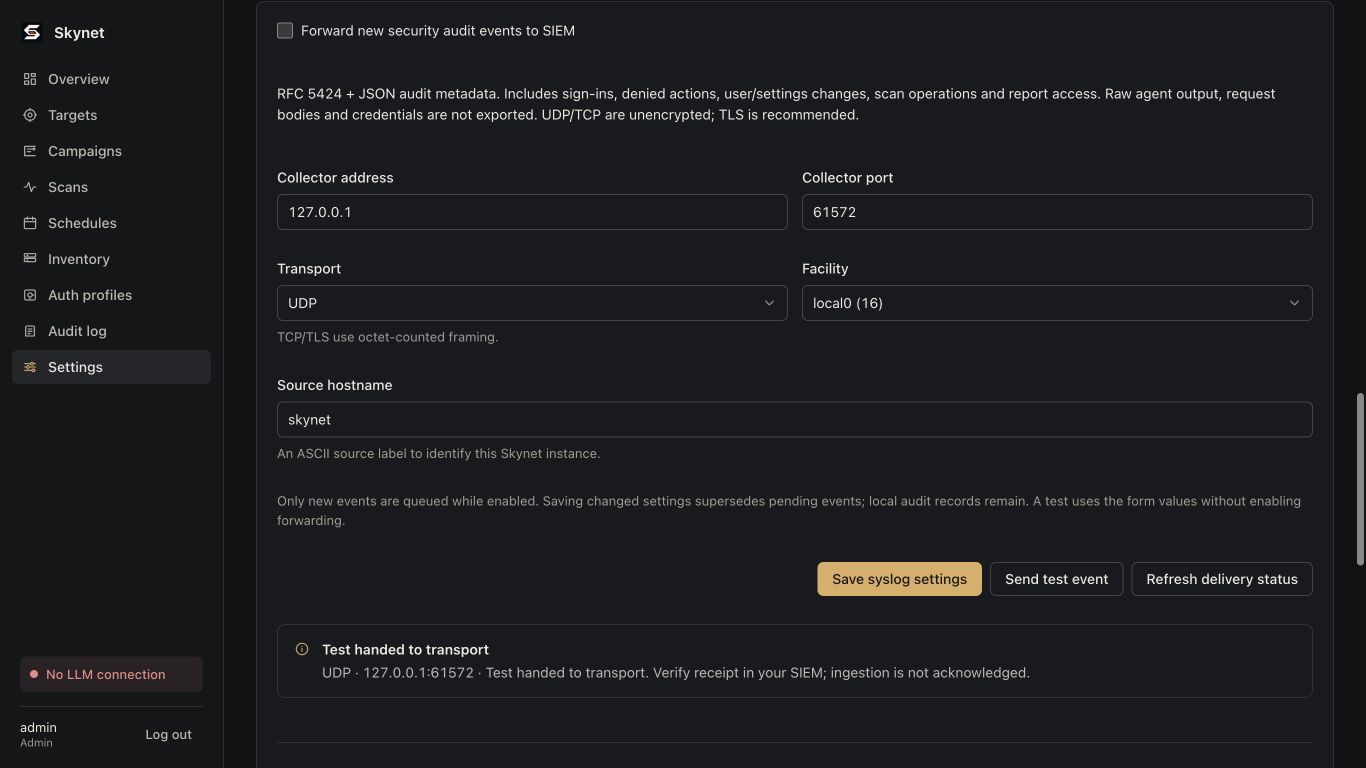 Skynet
Overview
Targets
Campaigns
Scans
Schedules
Inventory
Auth profiles
Audit log
Settings
No LLM connection
admin
Admin
Log out
Forward new security audit events to SIEM
RFC 5424 + JSON audit metadata. Includes sign-ins, denied actions, user/settings changes, scan operations and report access. Raw agent output, request
bodies and credentials are not exported. UDP/TCP are unencrypted; TLS is recommended.
Collector address
Collector port
127.0.0.1
61572
Transport
Facility
UDP
local0 (16)
TCP/TLS use octet-counted framing.
Source hostname
skynet
An ASCII source label to identify this Skynet instance.
Only new events are queued while enabled. Saving changed settings supersedes pending events; local audit records remain. A test uses the form values without enabling
forwarding.
Save syslog settings
Send test event
Refresh delivery status
Test handed to transport
UDP · 127.0.0.1:61572 · Test handed to transport. Verify receipt in your SIEM; ingestion is not acknowledged.